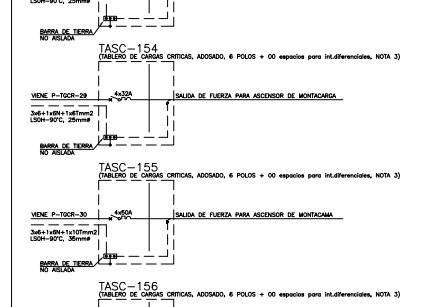 LSOH-90°C, 25mmø
BARRA DE TIERRA
NO AISLADA
TASC-154
(TABLERO DE CARGAS CRITICAS, ADOSADO, 6 POLOS + 00 espacios para int.diferenciales, NOTA 3)
VIENE P-TGCR-29
4x32A
SALIDA DE FUERZA PARA ASCENSOR DE MONTACARGA
3x6+1x6N+1x6Tmm2
LSOH-90°C, 25mmø
BARRA DE TIERRA
NO AISLADA
TASC-155
(TABLERO DE CARGAS CRITICAS, ADOSADO, 6 POLOS + 00 espacios para int.diferenciales, NOTA 3)
VIENE P-TGCR-30
4x50A
SALIDA DE FUERZA PARA ASCENSOR DE MONTACAMA
3x6+1x6N+1x10Tmm2
LSOH-90°C, 35mmø
BARRA DE TIERRA
NO AISLADA
TASC-156
(TABLERO DE CARGAS CRITICAS, ADOSADO, 6 POLOS + 00 espacios para int.diferenciales, NOTA 3)